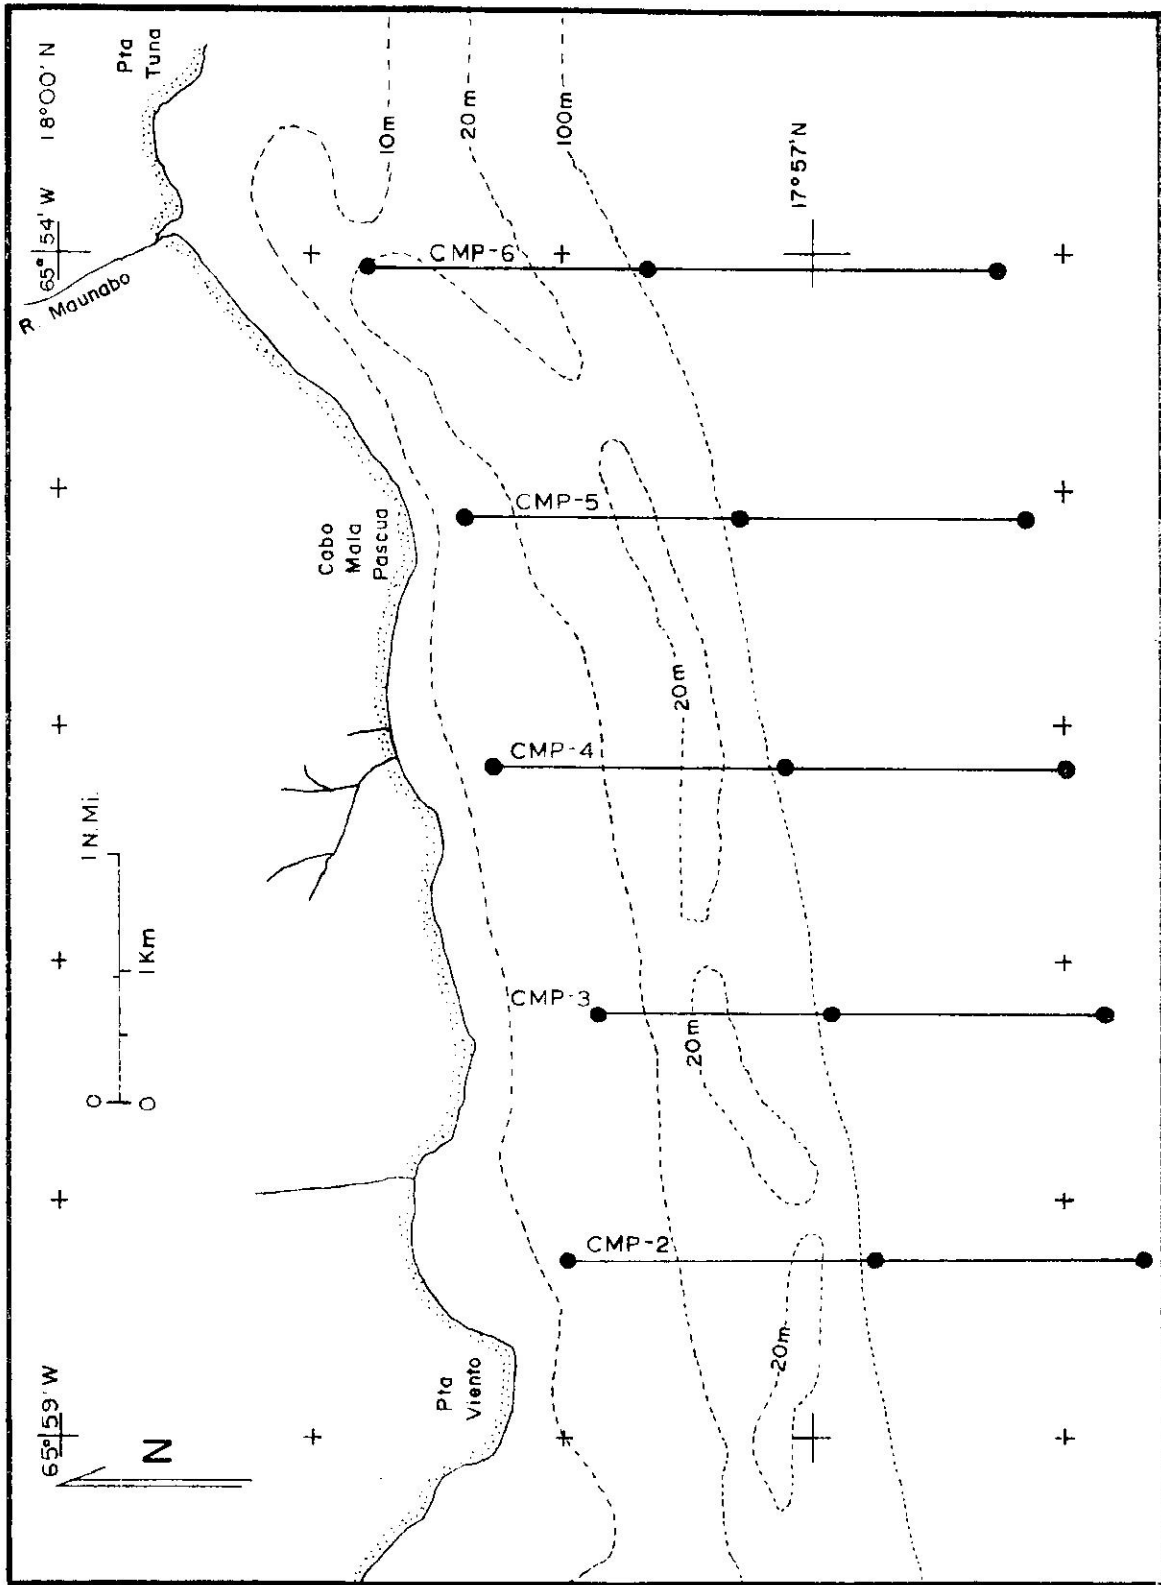 65° 59' W
65° 54' W
18° 00' N
N
0
1 N. Mi.
0
1 Km
R. Maunabo
Pta
Tuna
Cabo
Mala
Pascua
Pta
Viento
10m
20m
100m
CMP-6
17° 57' N
CMP-5
CMP-4
20m
CMP-3
20m
CMP-2
20m